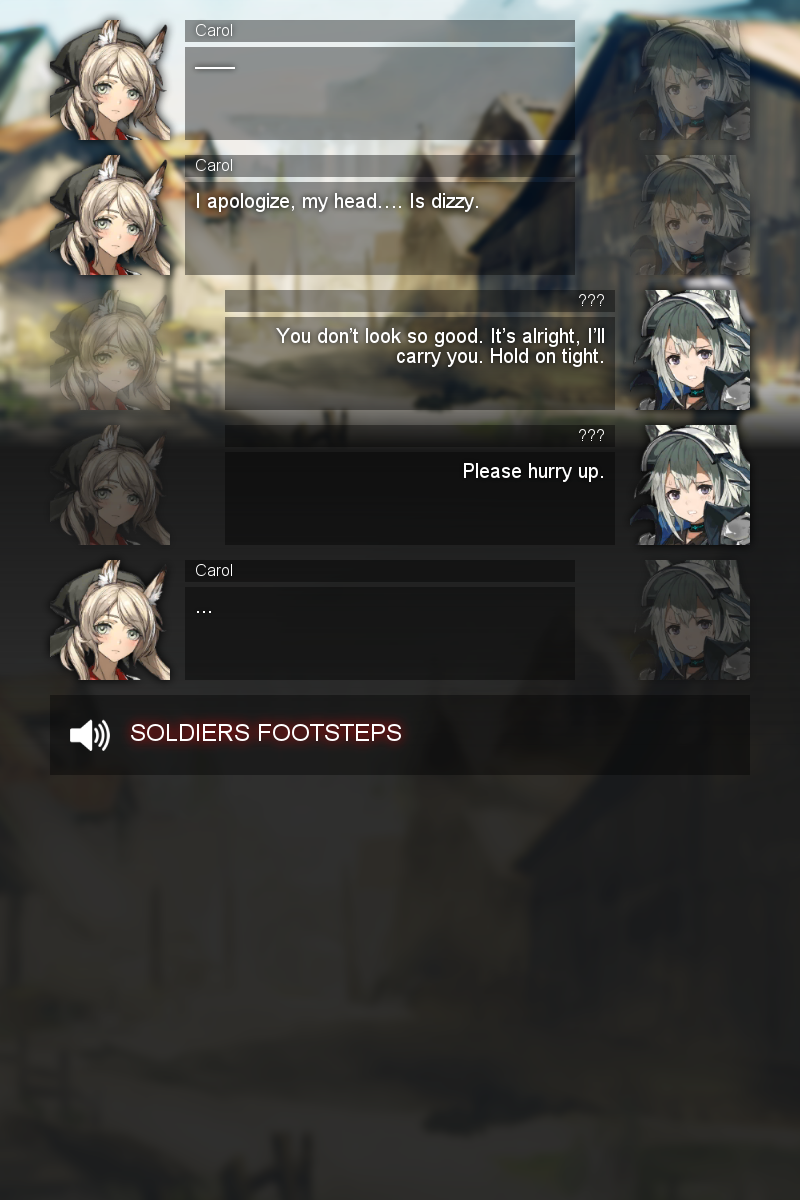 Carol
——
Carol
I apologize, my head…. Is dizzy.
???
You don’t look so good. It’s alright, I’ll
carry you. Hold on tight.
???
Please hurry up.
Carol
...
SOLDIERS FOOTSTEPS